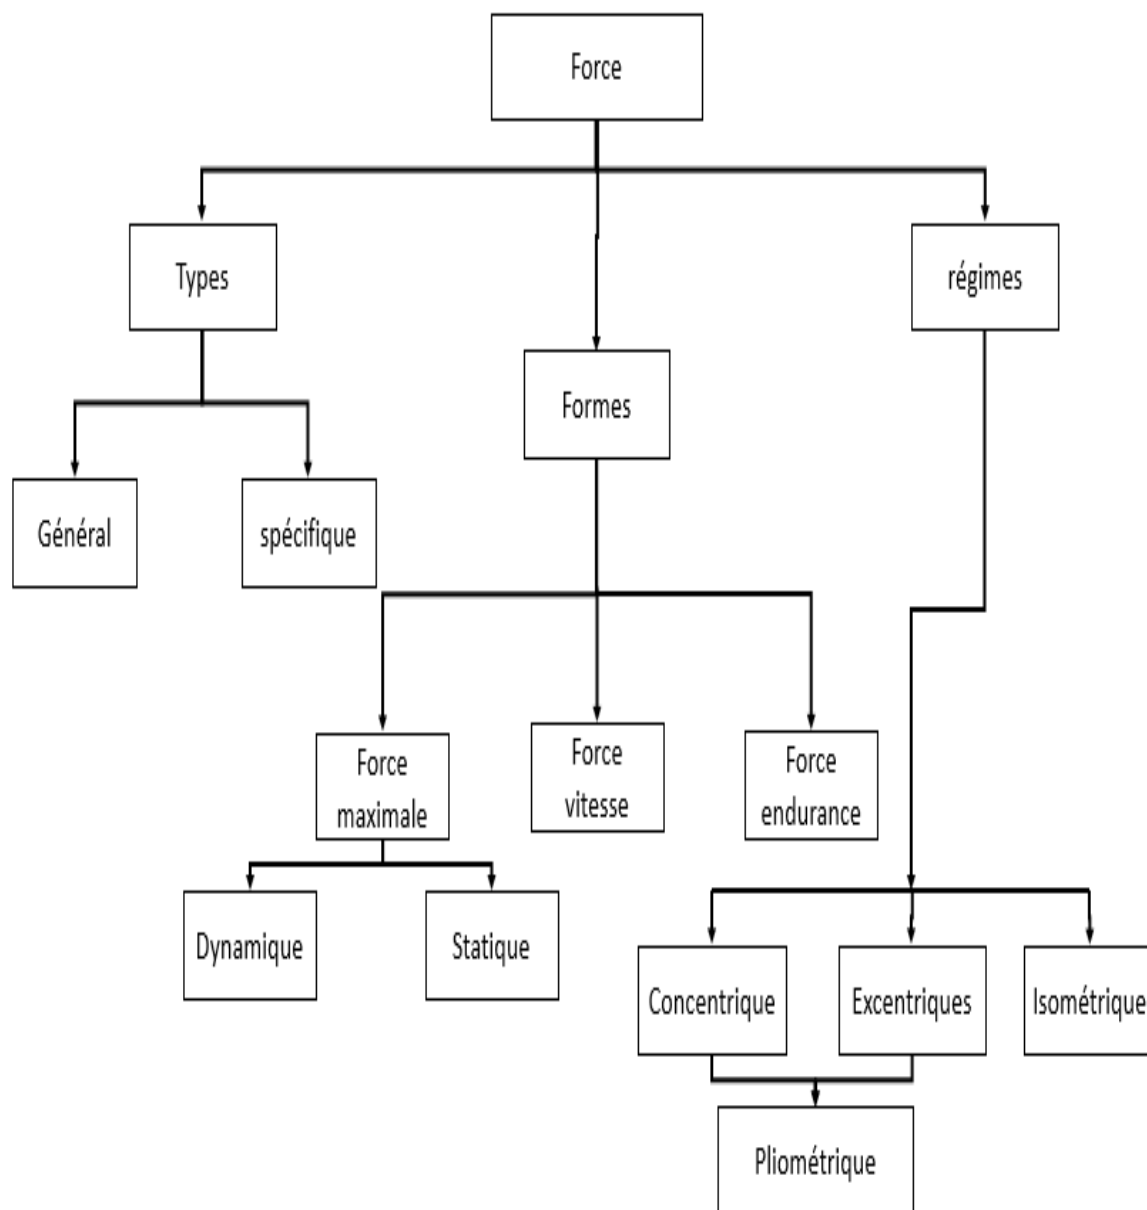 Force
Types
régimes
Formes
Général
spécifique
Force
maximale
Force
vitesse
Force
endurance
Dynamique
Statique
Concentrique
Excentriques
Isométrique
Pliométrique